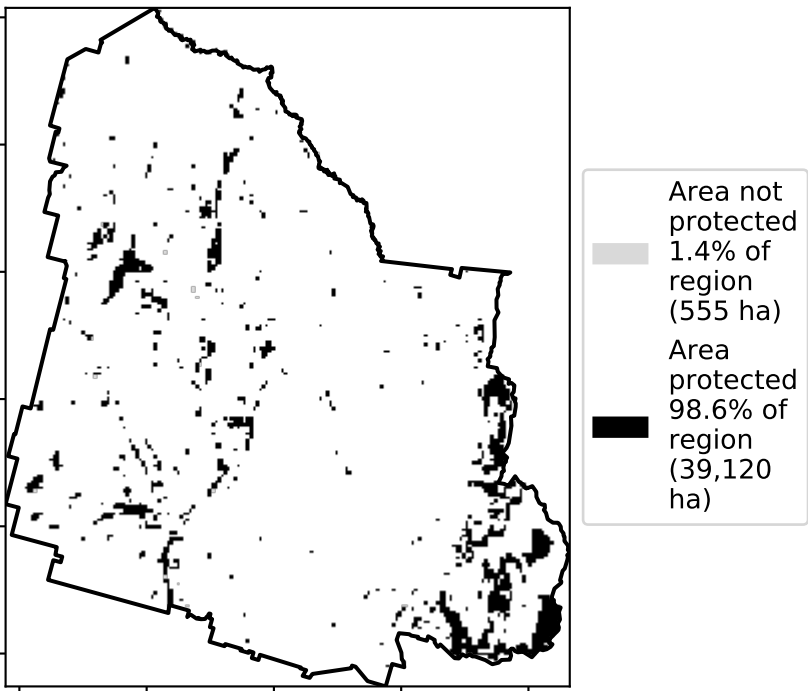 Area not
protected
1.4% of
region
(555 ha)
Area
protected
98.6% of
region
(39,120
ha)